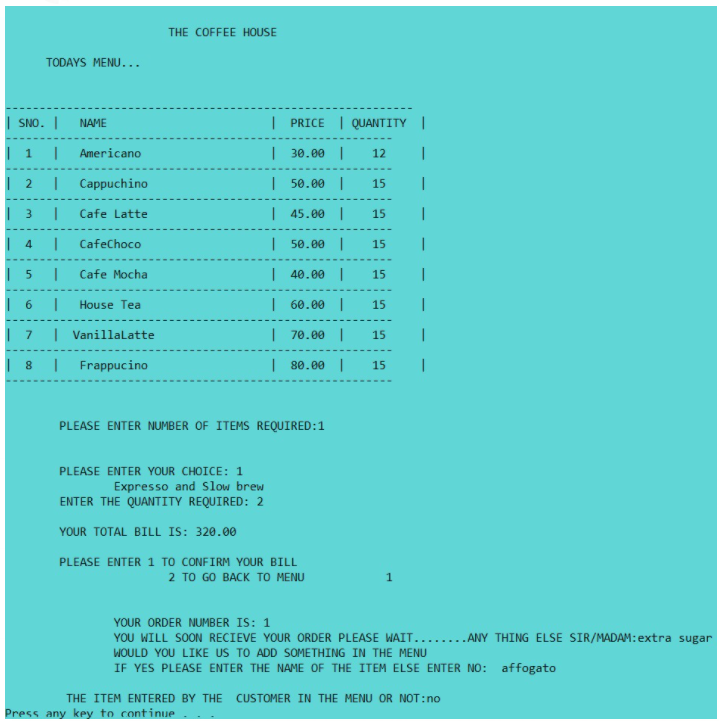 THE COFFEE HOUSE
TODAYS MENU...
------------------------------------------------------------
| SNO. | NAME | PRICE | QUANTITY |
---------------------------------------------------------
| 1 | Americano | 30.00 | 12 |
---------------------------------------------------------
| 2 | Cappuchino | 50.00 | 15 |
---------------------------------------------------------
| 3 | Cafe Latte | 45.00 | 15 |
---------------------------------------------------------
| 4 | CafeChoco | 50.00 | 15 |
---------------------------------------------------------
| 5 | Cafe Mocha | 40.00 | 15 |
---------------------------------------------------------
| 6 | House Tea | 60.00 | 15 |
---------------------------------------------------------
| 7 | VanillaLatte | 70.00 | 15 |
---------------------------------------------------------
| 8 | Frappucino | 80.00 | 15 |
---------------------------------------------------------
PLEASE ENTER NUMBER OF ITEMS REQUIRED:1
PLEASE ENTER YOUR CHOICE: 1
Expresso and Slow brew
ENTER THE QUANTITY REQUIRED: 2
YOUR TOTAL BILL IS: 320.00
PLEASE ENTER 1 TO CONFIRM YOUR BILL
2 TO GO BACK TO MENU 1
YOUR ORDER NUMBER IS: 1
YOU WILL SOON RECIEVE YOUR ORDER PLEASE WAIT........ANY THING ELSE SIR/MADAM:extra sugar
WOULD YOU LIKE US TO ADD SOMETHING IN THE MENU
IF YES PLEASE ENTER THE NAME OF THE ITEM ELSE ENTER NO: affogato
THE ITEM ENTERED BY THE CUSTOMER IN THE MENU OR NOT:no
Press any key to continue . . .